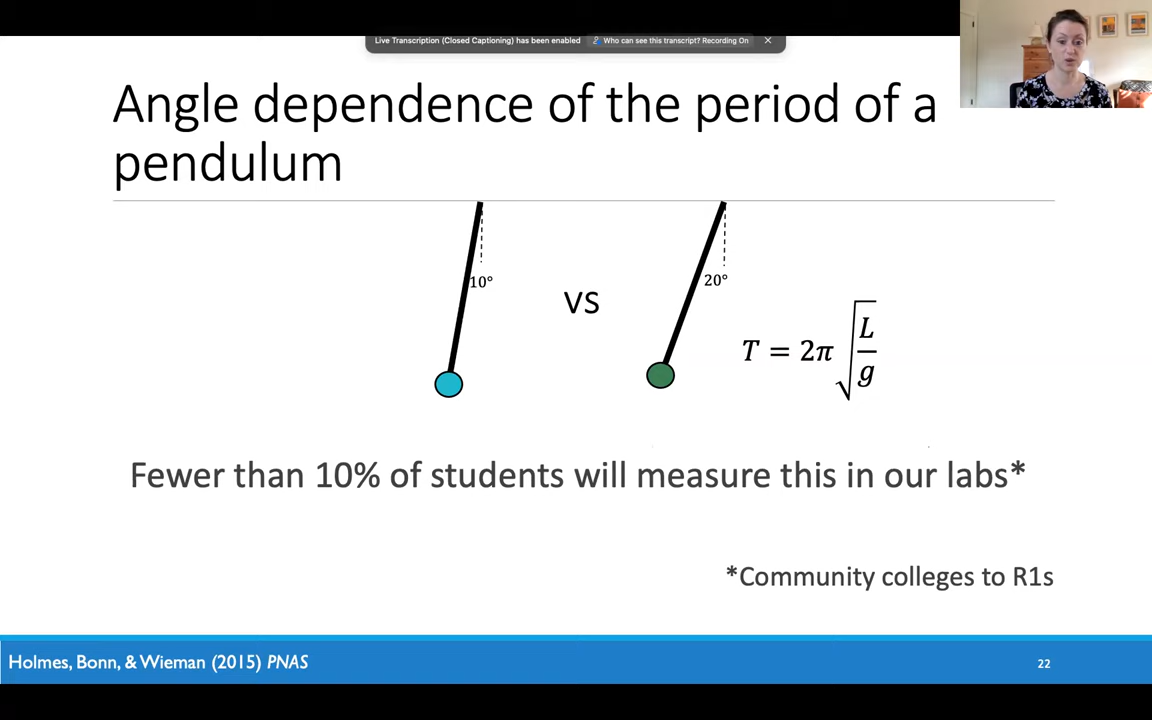 Live Transcription (Closed Captioning) has been enabled Who can see this transcript? Recording On
Angle dependence of the period of a
pendulum
10° 20°
vs
T = 2π √(L/g)
Fewer than 10% of students will measure this in our labs*
*Community colleges to R1s
Holmes, Bonn, & Wieman (2015) PNAS 22